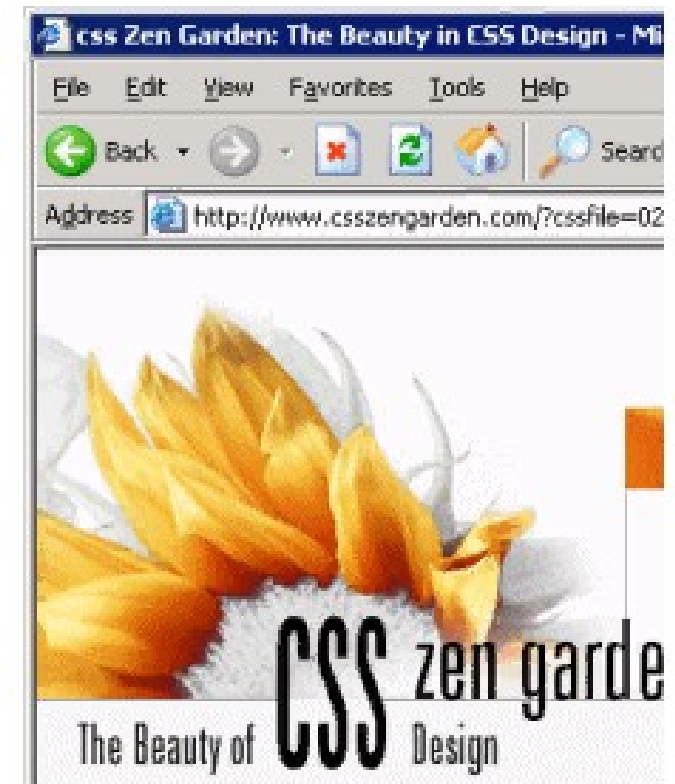 css Zen Garden: The Beauty in CSS Design - Mi
File Edit View Favorites Tools Help
Back Searc
Address http://www.csszengarden.com/?cssfile=02
zen garde
The Beauty of CSS Design